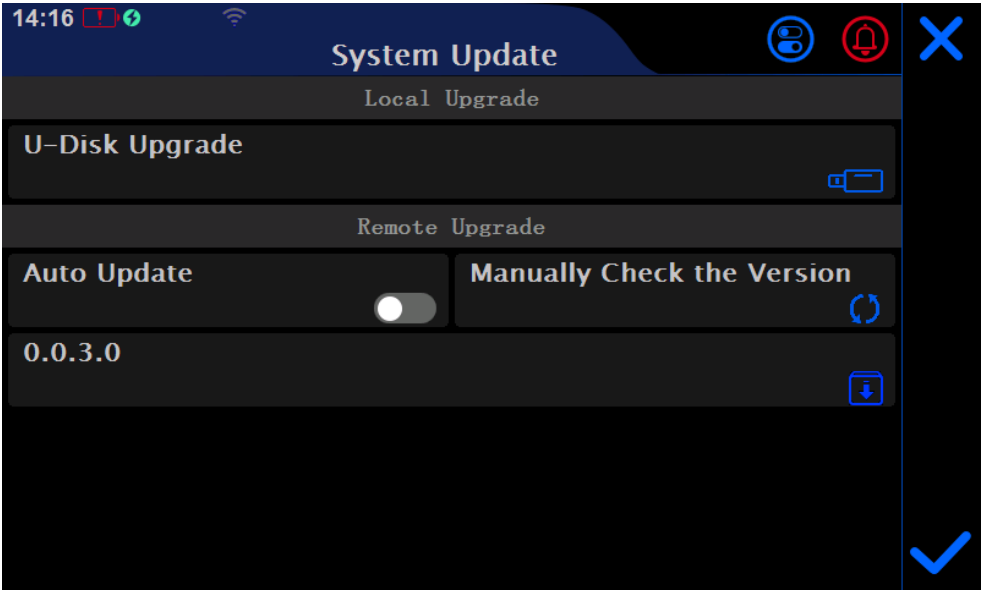 14:16
System Update
Local Upgrade
U-Disk Upgrade
Remote Upgrade
Auto Update
Manually Check the Version
0.0.3.0